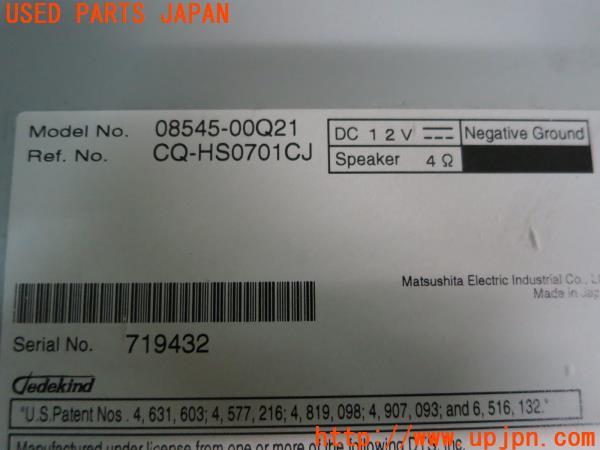 USED PARTS JAPAN
Model No. 08545-00Q21
Ref. No. CQ-HS0701CJ
DC 12V Negative Ground
Speaker 4Ω
Matsushita Electric Industrial Co., L
Made in Jap
Serial No. 719432
Dedekind
"U.S.Patent Nos. 4, 631, 603; 4, 577, 216; 4, 819, 098; 4, 907, 093; and 6, 516, 132."
Manufactured under license from one or more of the following DTS, Inc.
http://www.upjpn.com